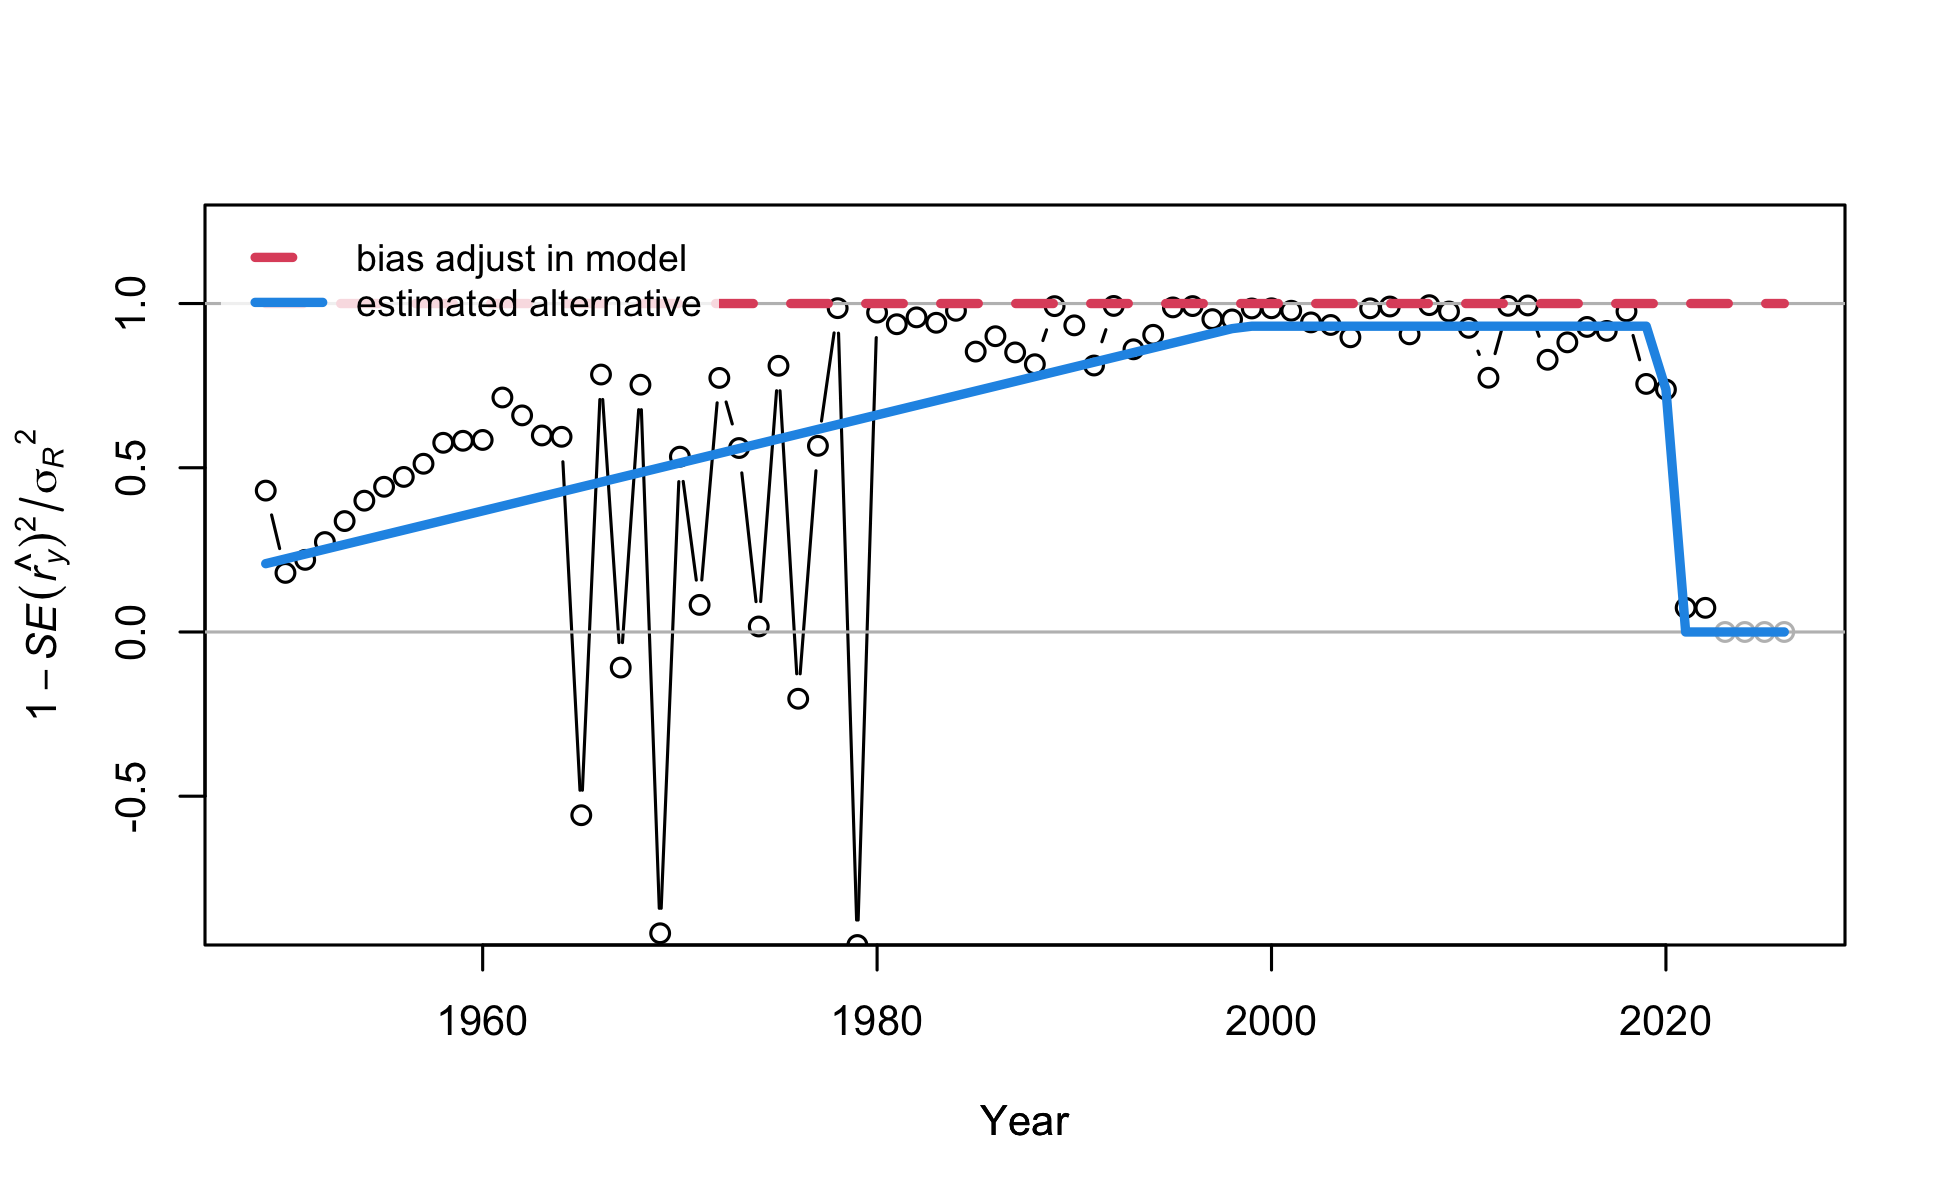 bias adjust in model
estimated alternative
1.0
0.5
0.0
-0.5
1 − SE(r̂y)²/σR²
1960 1980 2000 2020
Year